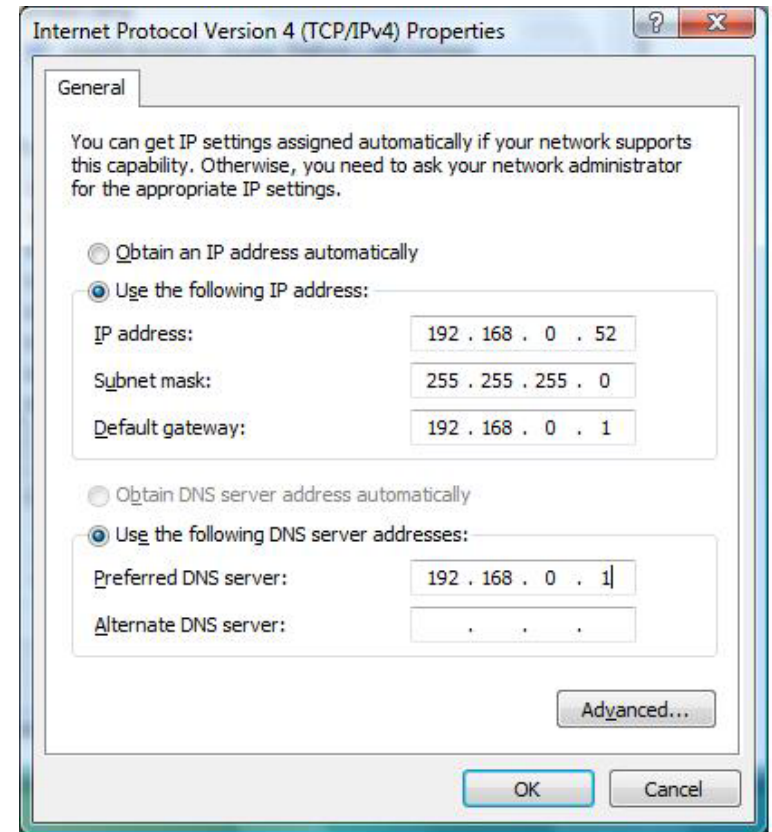 Internet Protocol Version 4 (TCP/IPv4) Properties
General
You can get IP settings assigned automatically if your network supports
this capability. Otherwise, you need to ask your network administrator
for the appropriate IP settings.
Obtain an IP address automatically
Use the following IP address:
IP address: 192 . 168 . 0 . 52
Subnet mask: 255 . 255 . 255 . 0
Default gateway: 192 . 168 . 0 . 1
Obtain DNS server address automatically
Use the following DNS server addresses:
Preferred DNS server: 192 . 168 . 0 . 1
Alternate DNS server: . . .
Advanced...
OK Cancel